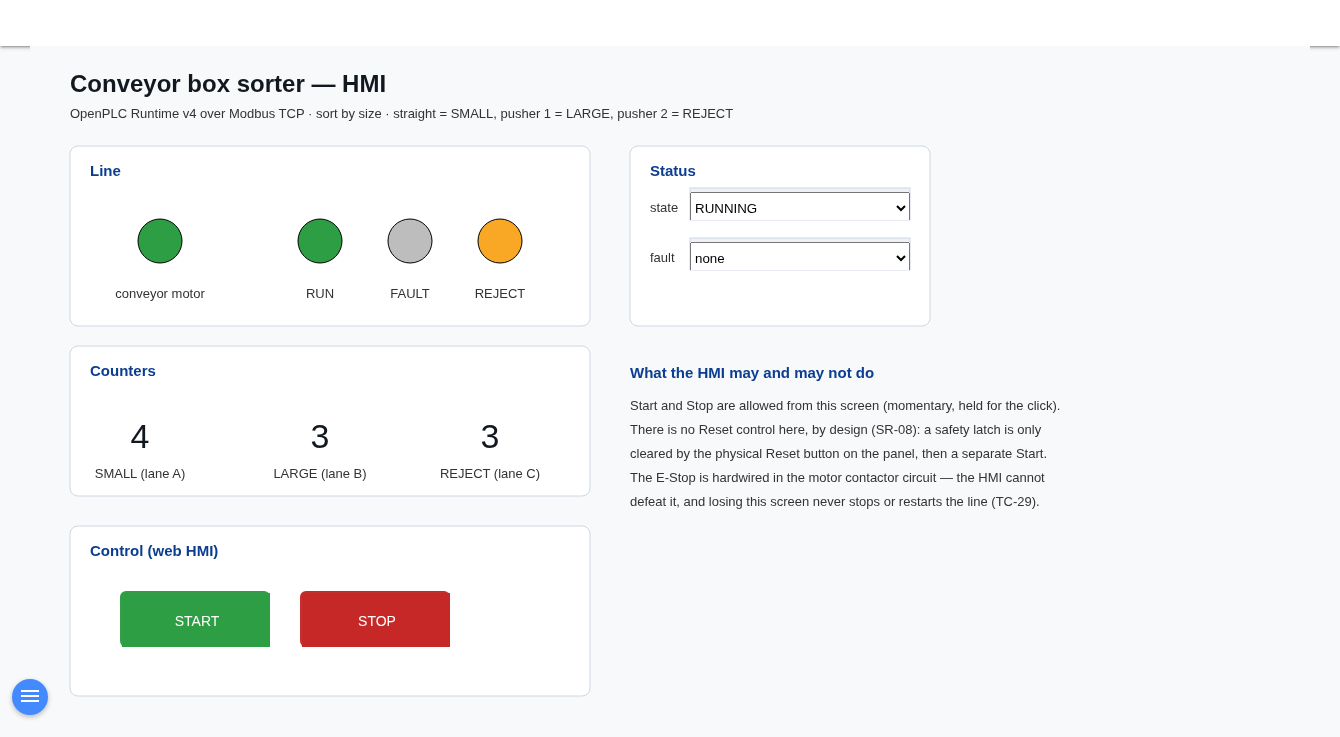 Conveyor box sorter — HMI
OpenPLC Runtime v4 over Modbus TCP · sort by size · straight = SMALL, pusher 1 = LARGE, pusher 2 = REJECT
Line
conveyor motor
RUN
FAULT
REJECT
Status
state
RUNNING
fault
none
Counters
4
3
3
SMALL (lane A)
LARGE (lane B)
REJECT (lane C)
What the HMI may and may not do
Start and Stop are allowed from this screen (momentary, held for the click).
There is no Reset control here, by design (SR-08): a safety latch is only
cleared by the physical Reset button on the panel, then a separate Start.
The E-Stop is hardwired in the motor contactor circuit — the HMI cannot
defeat it, and losing this screen never stops or restarts the line (TC-29).
Control (web HMI)
START
STOP